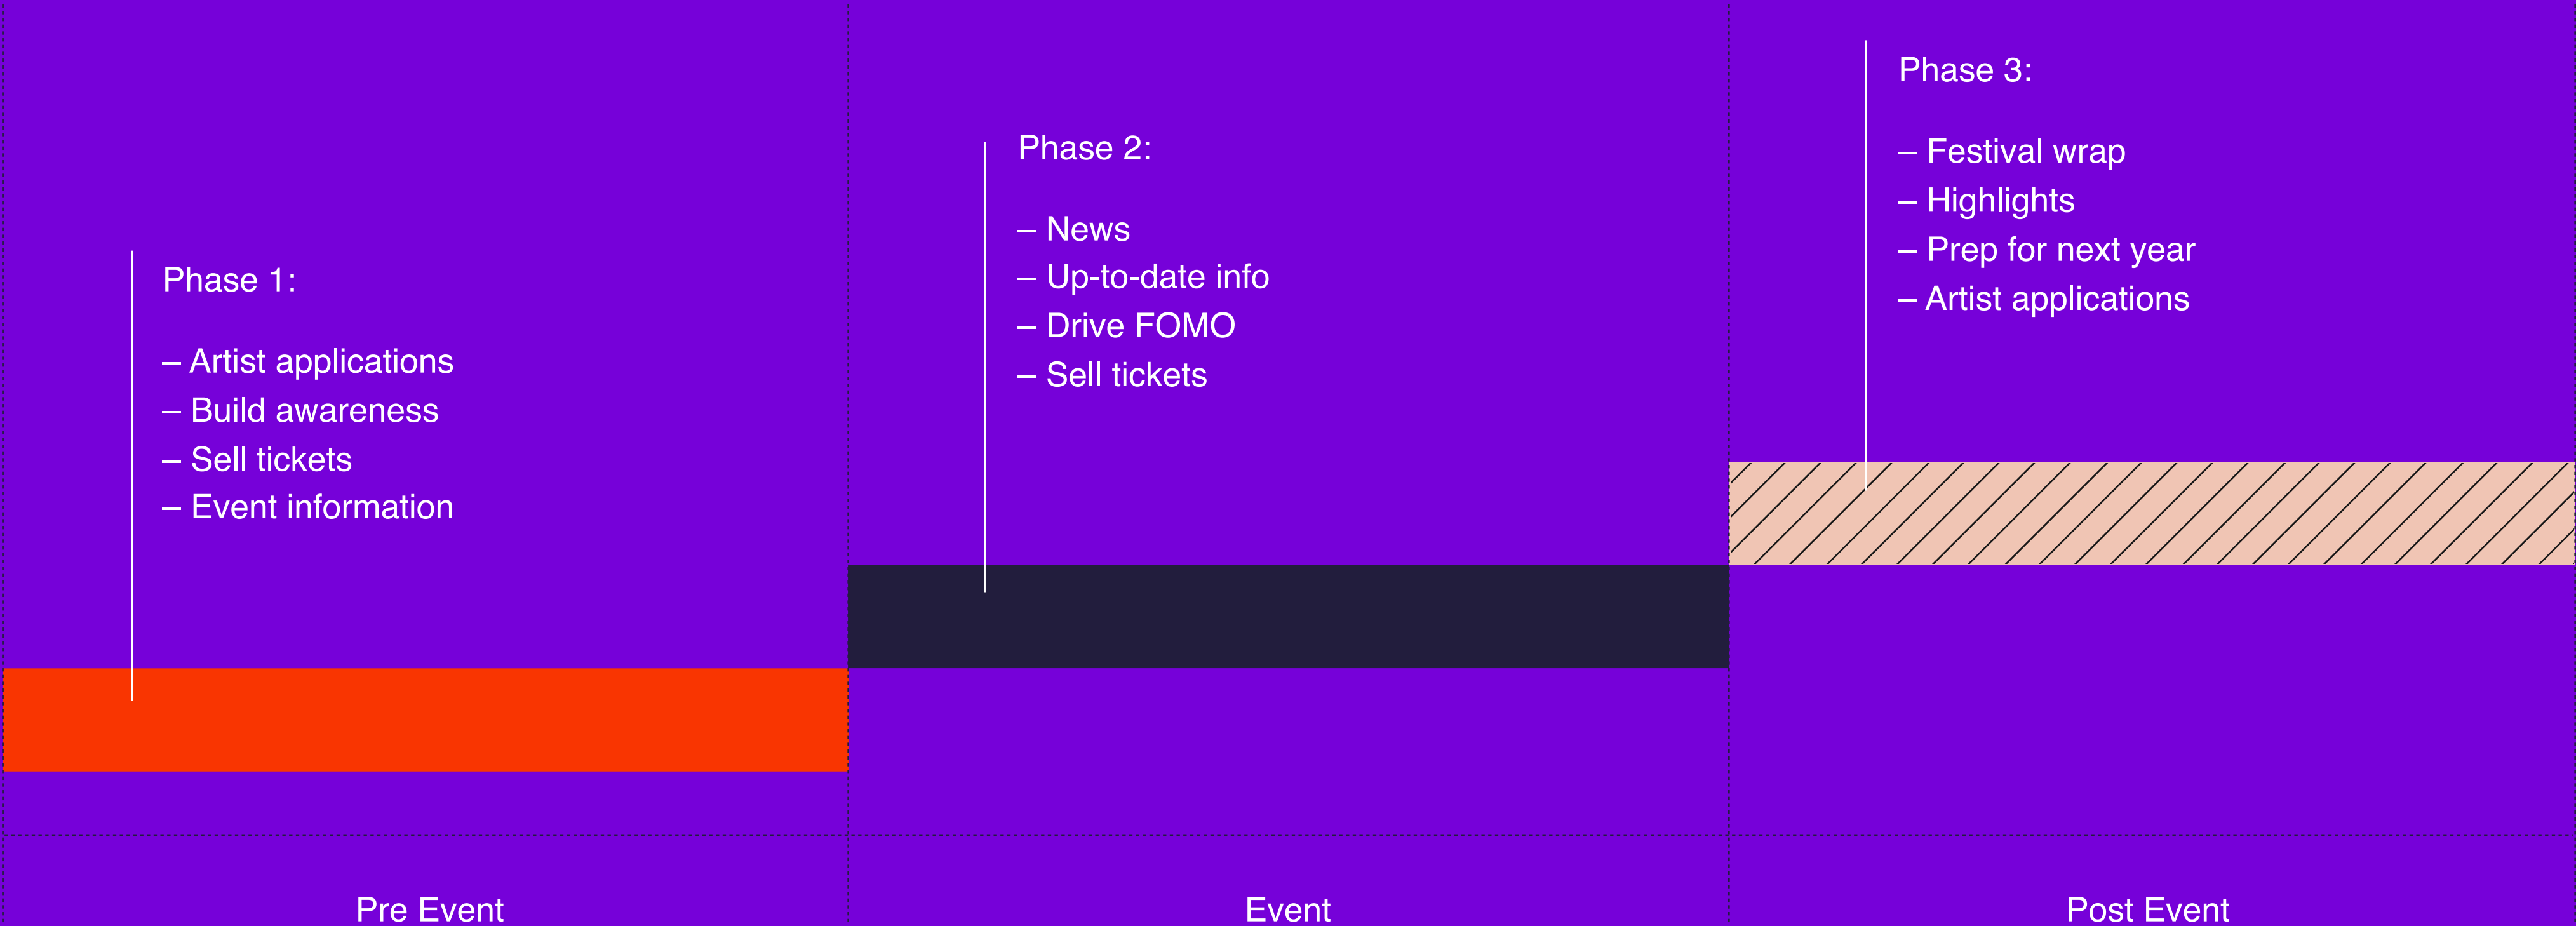 Phase 1:
– Artist applications
– Build awareness
– Sell tickets
– Event information
Phase 2:
– News
– Up-to-date info
– Drive FOMO
– Sell tickets
Phase 3:
– Festival wrap
– Highlights
– Prep for next year
– Artist applications
Pre Event
Event
Post Event